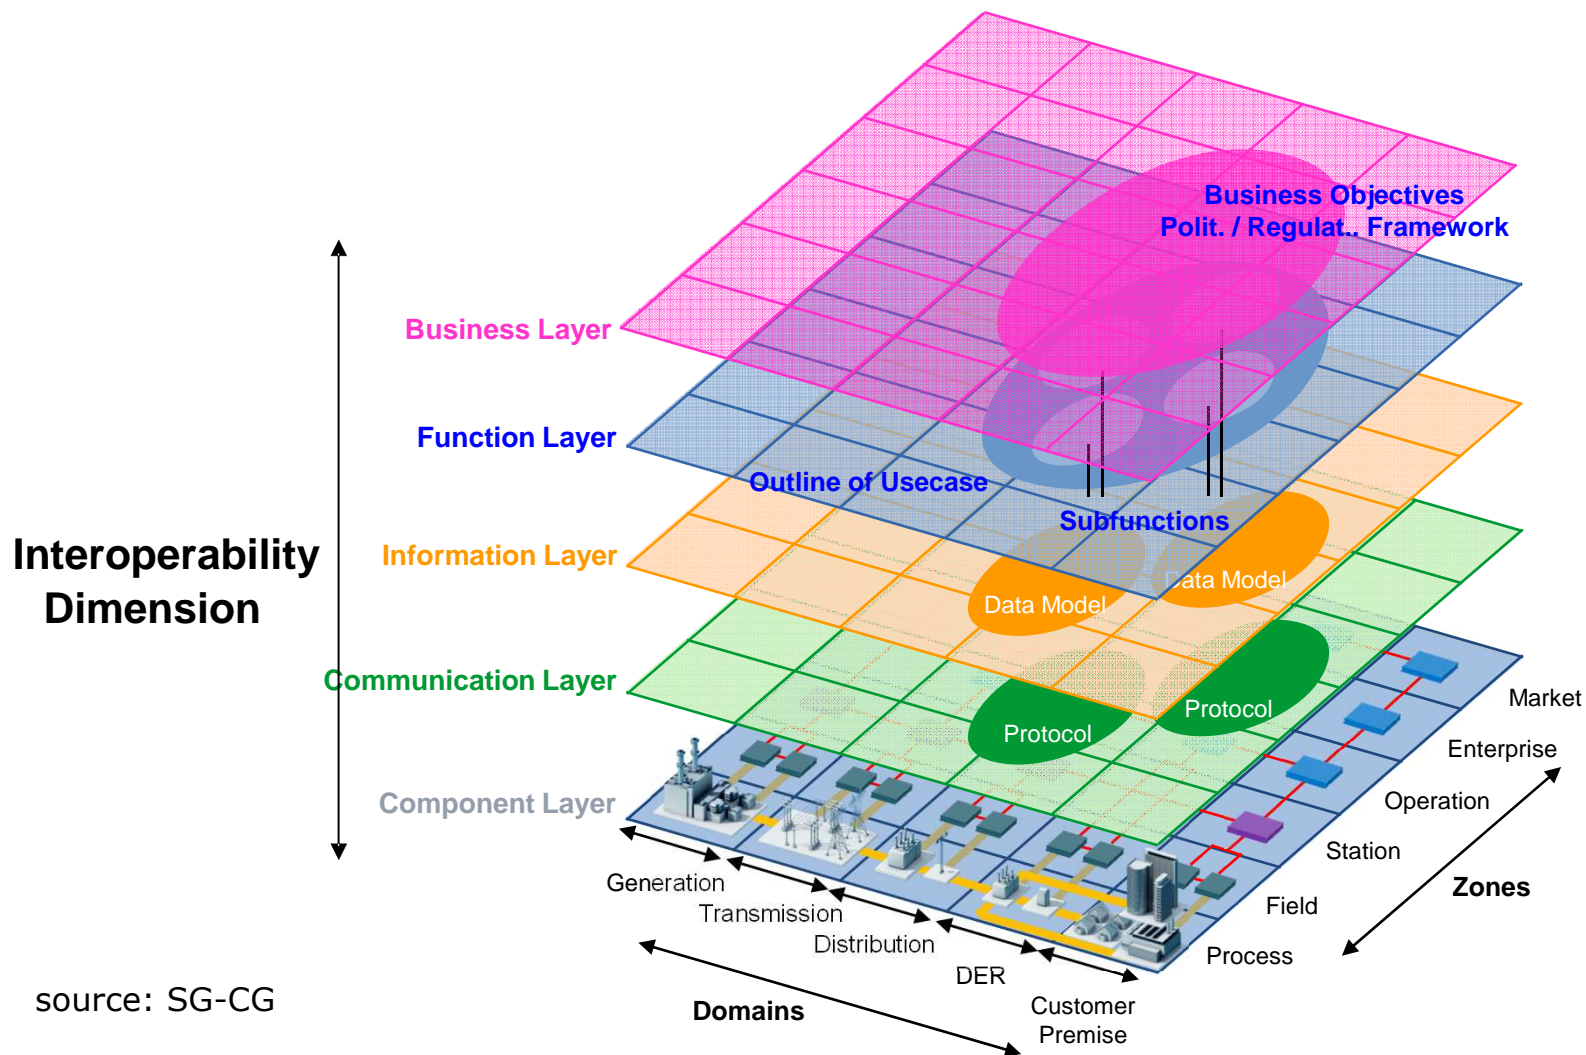 Business Objectives
Polit. / Regulat.. Framework
Business Layer
Function Layer
Outline of Usecase
Subfunctions
Interoperability
Dimension
Information Layer
Data Model
Data Model
Communication Layer
Protocol
Protocol
Component Layer
Market
Enterprise
Operation
Station
Zones
Field
Process
Generation
Transmission
Distribution
DER
Customer
Premise
Domains
source: SG-CG